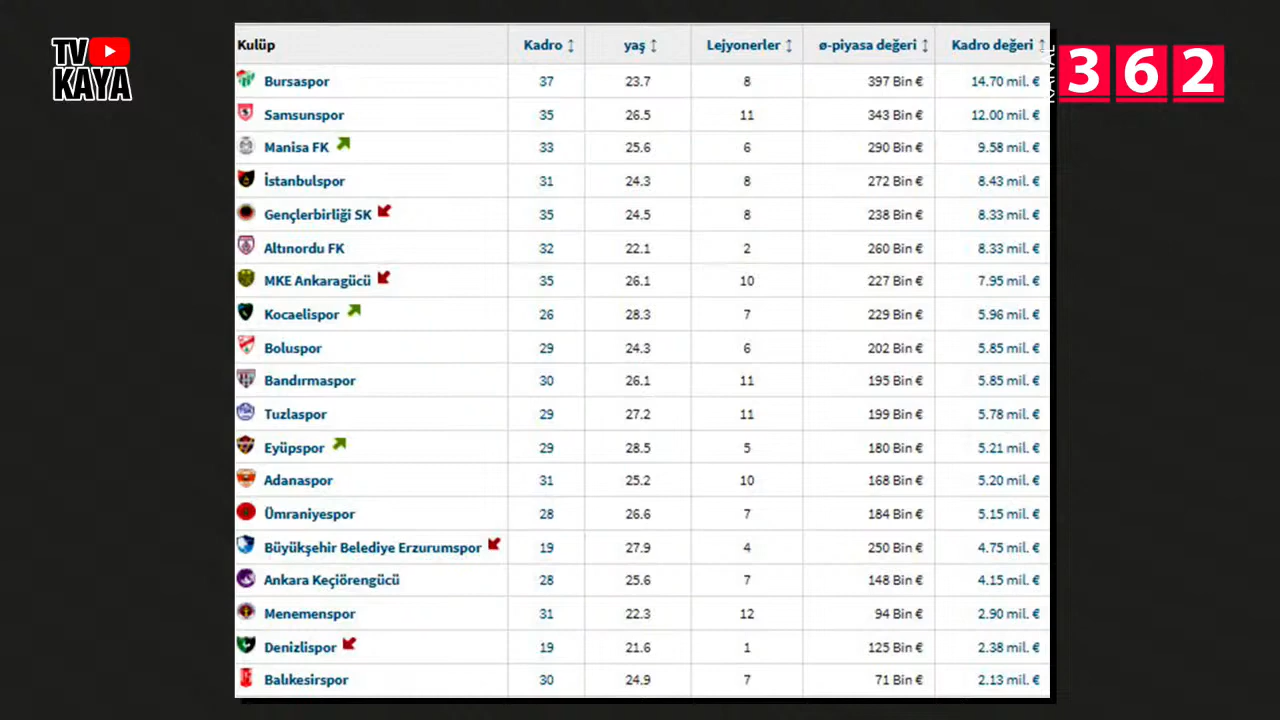 TV
KAYA
KANAL 362
Kulüp Kadro yaş Lejyonerler ø-piyasa değeri Kadro değeri
Bursaspor 37 23.7 8 397 Bin € 14.70 mil. €
Samsunspor 35 26.5 11 343 Bin € 12.00 mil. €
Manisa FK 33 25.6 6 290 Bin € 9.58 mil. €
İstanbulspor 31 24.3 8 272 Bin € 8.43 mil. €
Gençlerbirliği SK 35 24.5 8 238 Bin € 8.33 mil. €
Altınordu FK 32 22.1 2 260 Bin € 8.33 mil. €
MKE Ankaragücü 35 26.1 10 227 Bin € 7.95 mil. €
Kocaelispor 26 28.3 7 229 Bin € 5.96 mil. €
Boluspor 29 24.3 6 202 Bin € 5.85 mil. €
Bandırmaspor 30 26.1 11 195 Bin € 5.85 mil. €
Tuzlaspor 29 27.2 11 199 Bin € 5.78 mil. €
Eyüpspor 29 28.5 5 180 Bin € 5.21 mil. €
Adanaspor 31 25.2 10 168 Bin € 5.20 mil. €
Ümraniyespor 28 26.6 7 184 Bin € 5.15 mil. €
Büyükşehir Belediye Erzurumspor 19 27.9 4 250 Bin € 4.75 mil. €
Ankara Keçiörengücü 28 25.6 7 148 Bin € 4.15 mil. €
Menemenspor 31 22.3 12 94 Bin € 2.90 mil. €
Denizlispor 19 21.6 1 125 Bin € 2.38 mil. €
Balıkesirspor 30 24.9 7 71 Bin € 2.13 mil. €